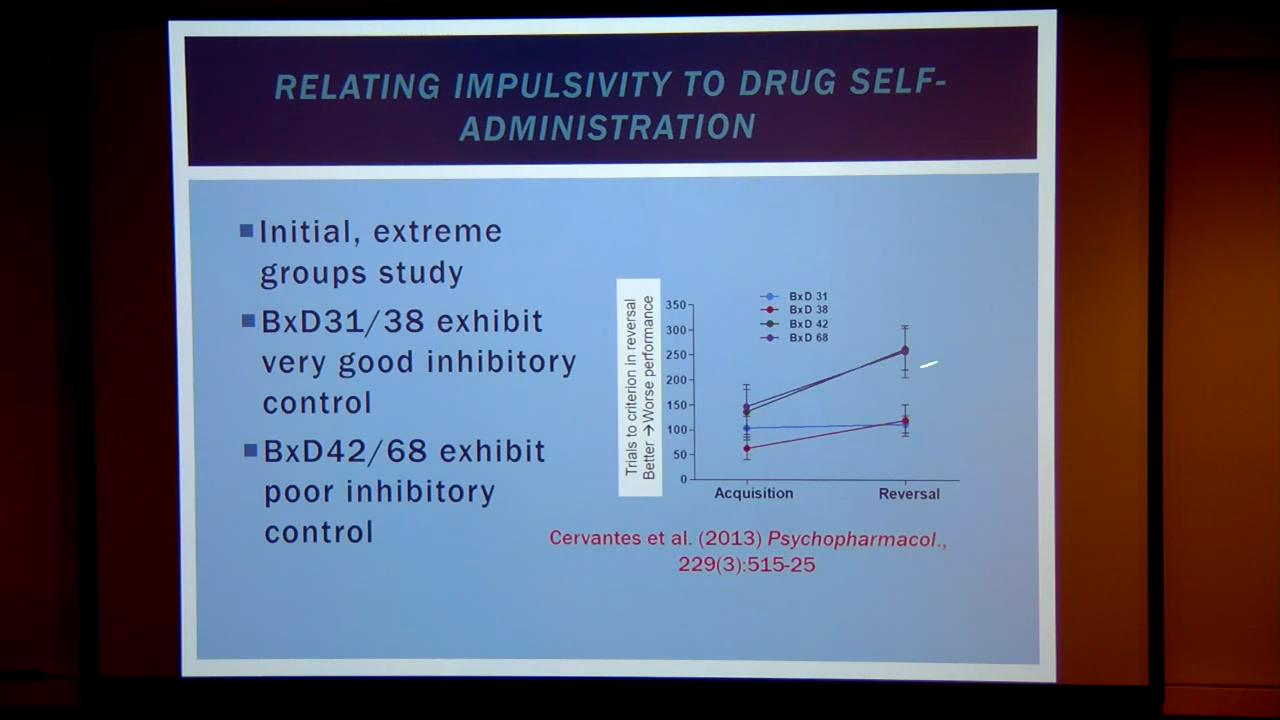 RELATING IMPULSIVITY TO DRUG SELF-
ADMINISTRATION
Initial, extreme
groups study
BxD31/38 exhibit
very good inhibitory
control
BxD42/68 exhibit
poor inhibitory
control
Trials to criterion in reversal
Better → Worse performance
350
300
250
200
150
100
50
0
BxD 31
BxD 38
BxD 42
BxD 68
Acquisition
Reversal
Cervantes et al. (2013) Psychopharmacol.,
229(3):515-25